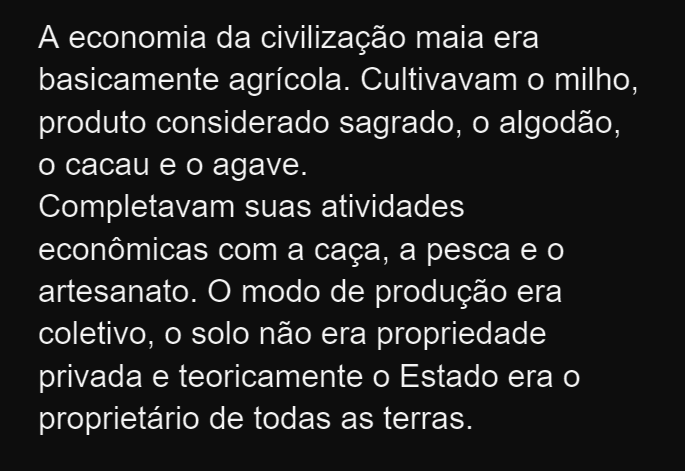 A economia da civilização maia era
basicamente agrícola. Cultivavam o milho,
produto considerado sagrado, o algodão,
o cacau e o agave.
Completavam suas atividades
econômicas com a caça, a pesca e o
artesanato. O modo de produção era
coletivo, o solo não era propriedade
privada e teoricamente o Estado era o
proprietário de todas as terras.